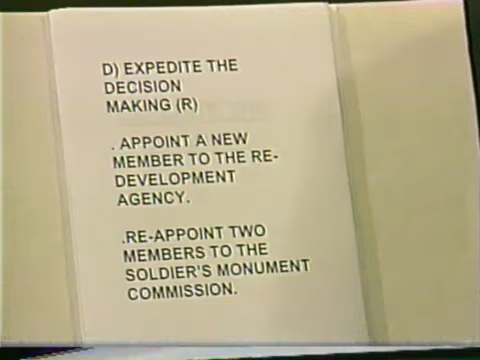 D) EXPEDITE THE
DECISION
MAKING (R)
. APPOINT A NEW
MEMBER TO THE RE-
DEVELOPMENT
AGENCY.
.RE-APPOINT TWO
MEMBERS TO THE
SOLDIER'S MONUMENT
COMMISSION.